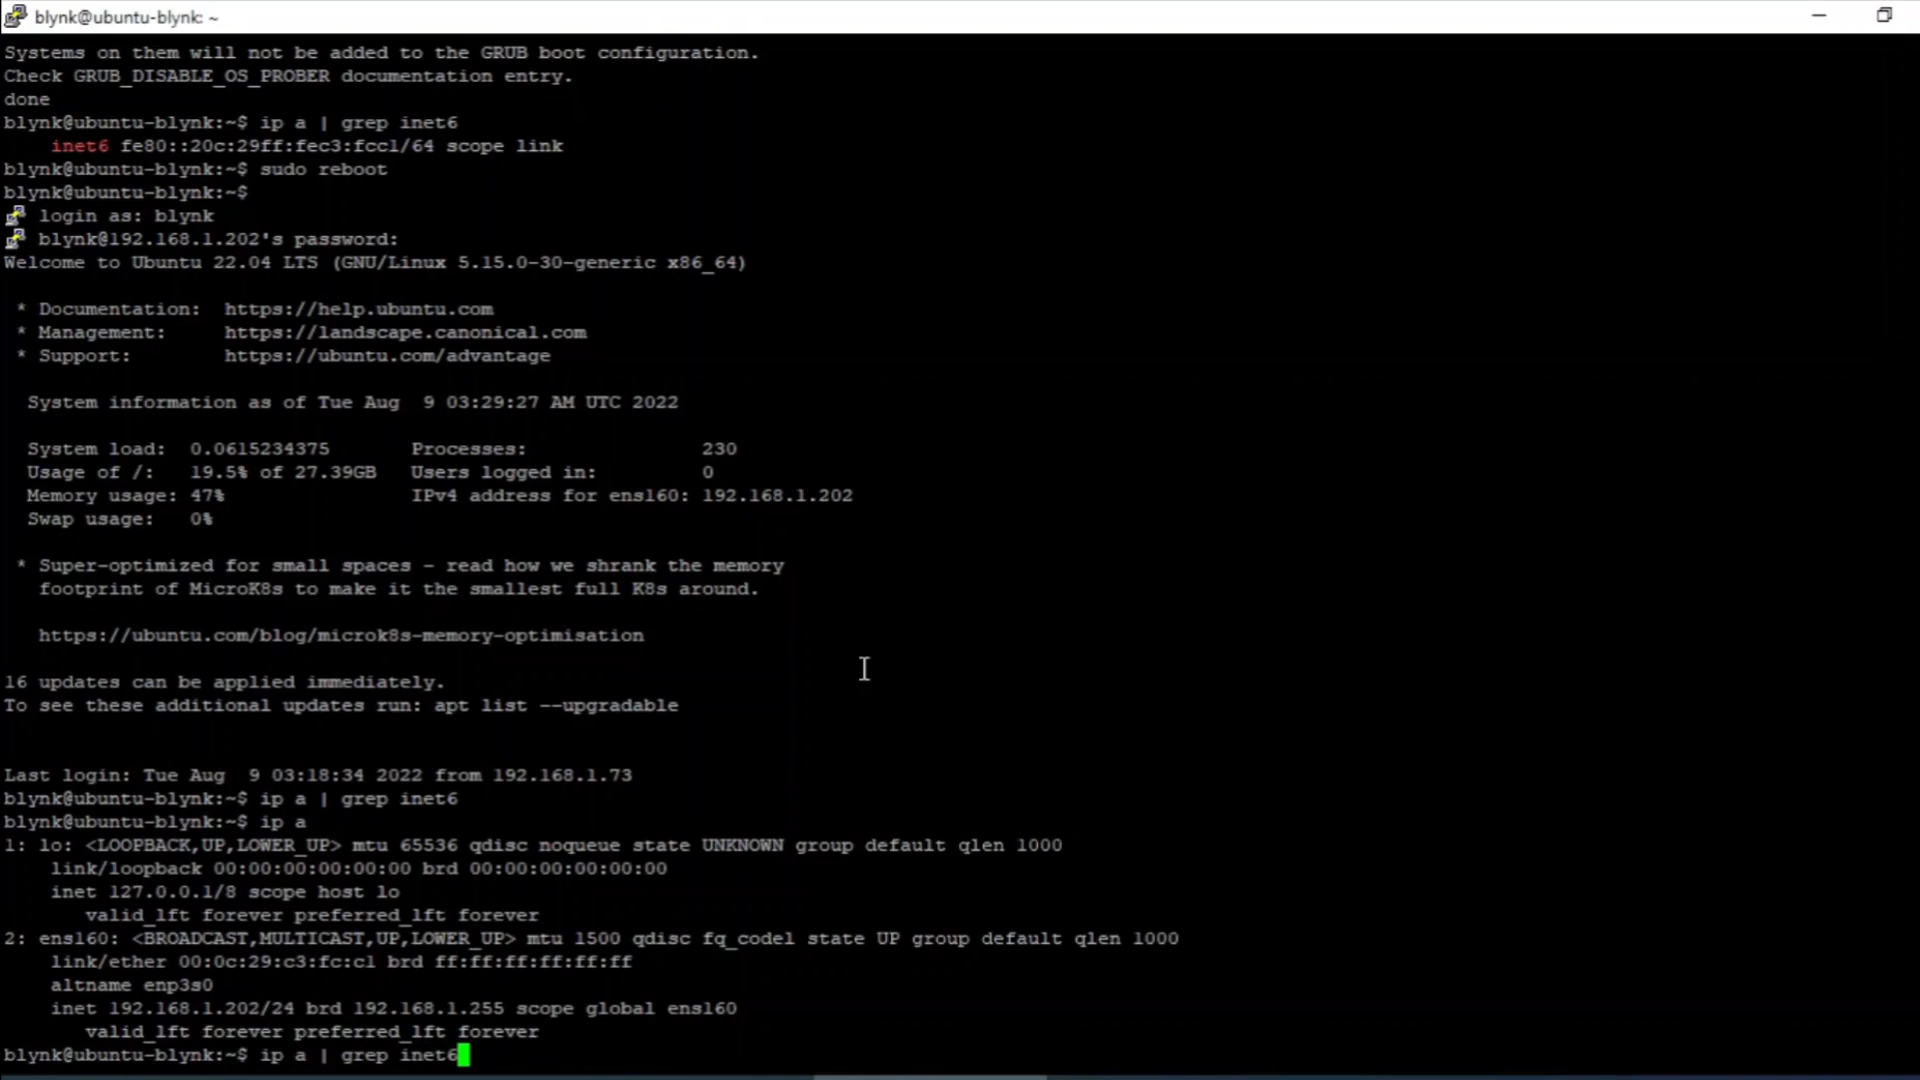 blynk@ubuntu-blynk: ~
Systems on them will not be added to the GRUB boot configuration.
Check GRUB_DISABLE_OS_PROBER documentation entry.
done
blynk@ubuntu-blynk:~$ ip a | grep inet6
    inet6 fe80::20c:29ff:fec3:fcc1/64 scope link
blynk@ubuntu-blynk:~$ sudo reboot
blynk@ubuntu-blynk:~$
login as: blynk
blynk@192.168.1.202's password:
Welcome to Ubuntu 22.04 LTS (GNU/Linux 5.15.0-30-generic x86_64)
 * Documentation:  https://help.ubuntu.com
 * Management:     https://landscape.canonical.com
 * Support:        https://ubuntu.com/advantage
  System information as of Tue Aug  9 03:29:27 AM UTC 2022
  System load:  0.0615234375       Processes:               230
  Usage of /:   19.5% of 27.39GB   Users logged in:         0
  Memory usage: 47%                IPv4 address for ens160: 192.168.1.202
  Swap usage:   0%
 * Super-optimized for small spaces - read how we shrank the memory
   footprint of MicroK8s to make it the smallest full K8s around.
   https://ubuntu.com/blog/microk8s-memory-optimisation
16 updates can be applied immediately.
To see these additional updates run: apt list --upgradable
Last login: Tue Aug  9 03:18:34 2022 from 192.168.1.73
blynk@ubuntu-blynk:~$ ip a | grep inet6
blynk@ubuntu-blynk:~$ ip a
1: lo: <LOOPBACK,UP,LOWER_UP> mtu 65536 qdisc noqueue state UNKNOWN group default qlen 1000
    link/loopback 00:00:00:00:00:00 brd 00:00:00:00:00:00
    inet 127.0.0.1/8 scope host lo
       valid_lft forever preferred_lft forever
2: ens160: <BROADCAST,MULTICAST,UP,LOWER_UP> mtu 1500 qdisc fq_codel state UP group default qlen 1000
    link/ether 00:0c:29:c3:fc:c1 brd ff:ff:ff:ff:ff:ff
    altname enp3s0
    inet 192.168.1.202/24 brd 192.168.1.255 scope global ens160
       valid_lft forever preferred_lft forever
blynk@ubuntu-blynk:~$ ip a | grep inet6